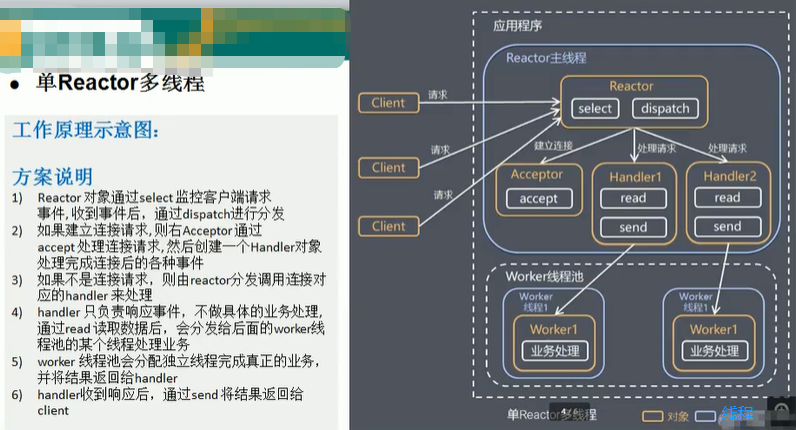 单Reactor多线程
工作原理示意图：
方案说明
1) Reactor 对象通过select 监控客户端请求
事件, 收到事件后，通过dispatch进行分发
2) 如果建立连接请求, 则右Acceptor 通过
accept 处理连接请求, 然后创建一个Handler对象
处理完成连接后的各种事件
3) 如果不是连接请求，则由reactor分发调用连接对
应的handler 来处理
4) handler 只负责响应事件，不做具体的业务处理,
通过read 读取数据后，会分发给后面的worker线
程池的某个线程处理业务
5) worker 线程池会分配独立线程完成真正的业务，
并将结果返回给handler
6) handler收到响应后，通过send 将结果返回给
client
应用程序
Reactor主线程
Reactor
select
dispatch
Client
请求
Client
请求
Client
请求
建立连接
处理请求
处理请求
Acceptor
accept
Handler1
read
send
Handler2
read
send
Worker线程池
Worker
线程1
Worker1
业务处理
Worker
线程1
Worker1
业务处理
单Reactor多线程
对象
线程